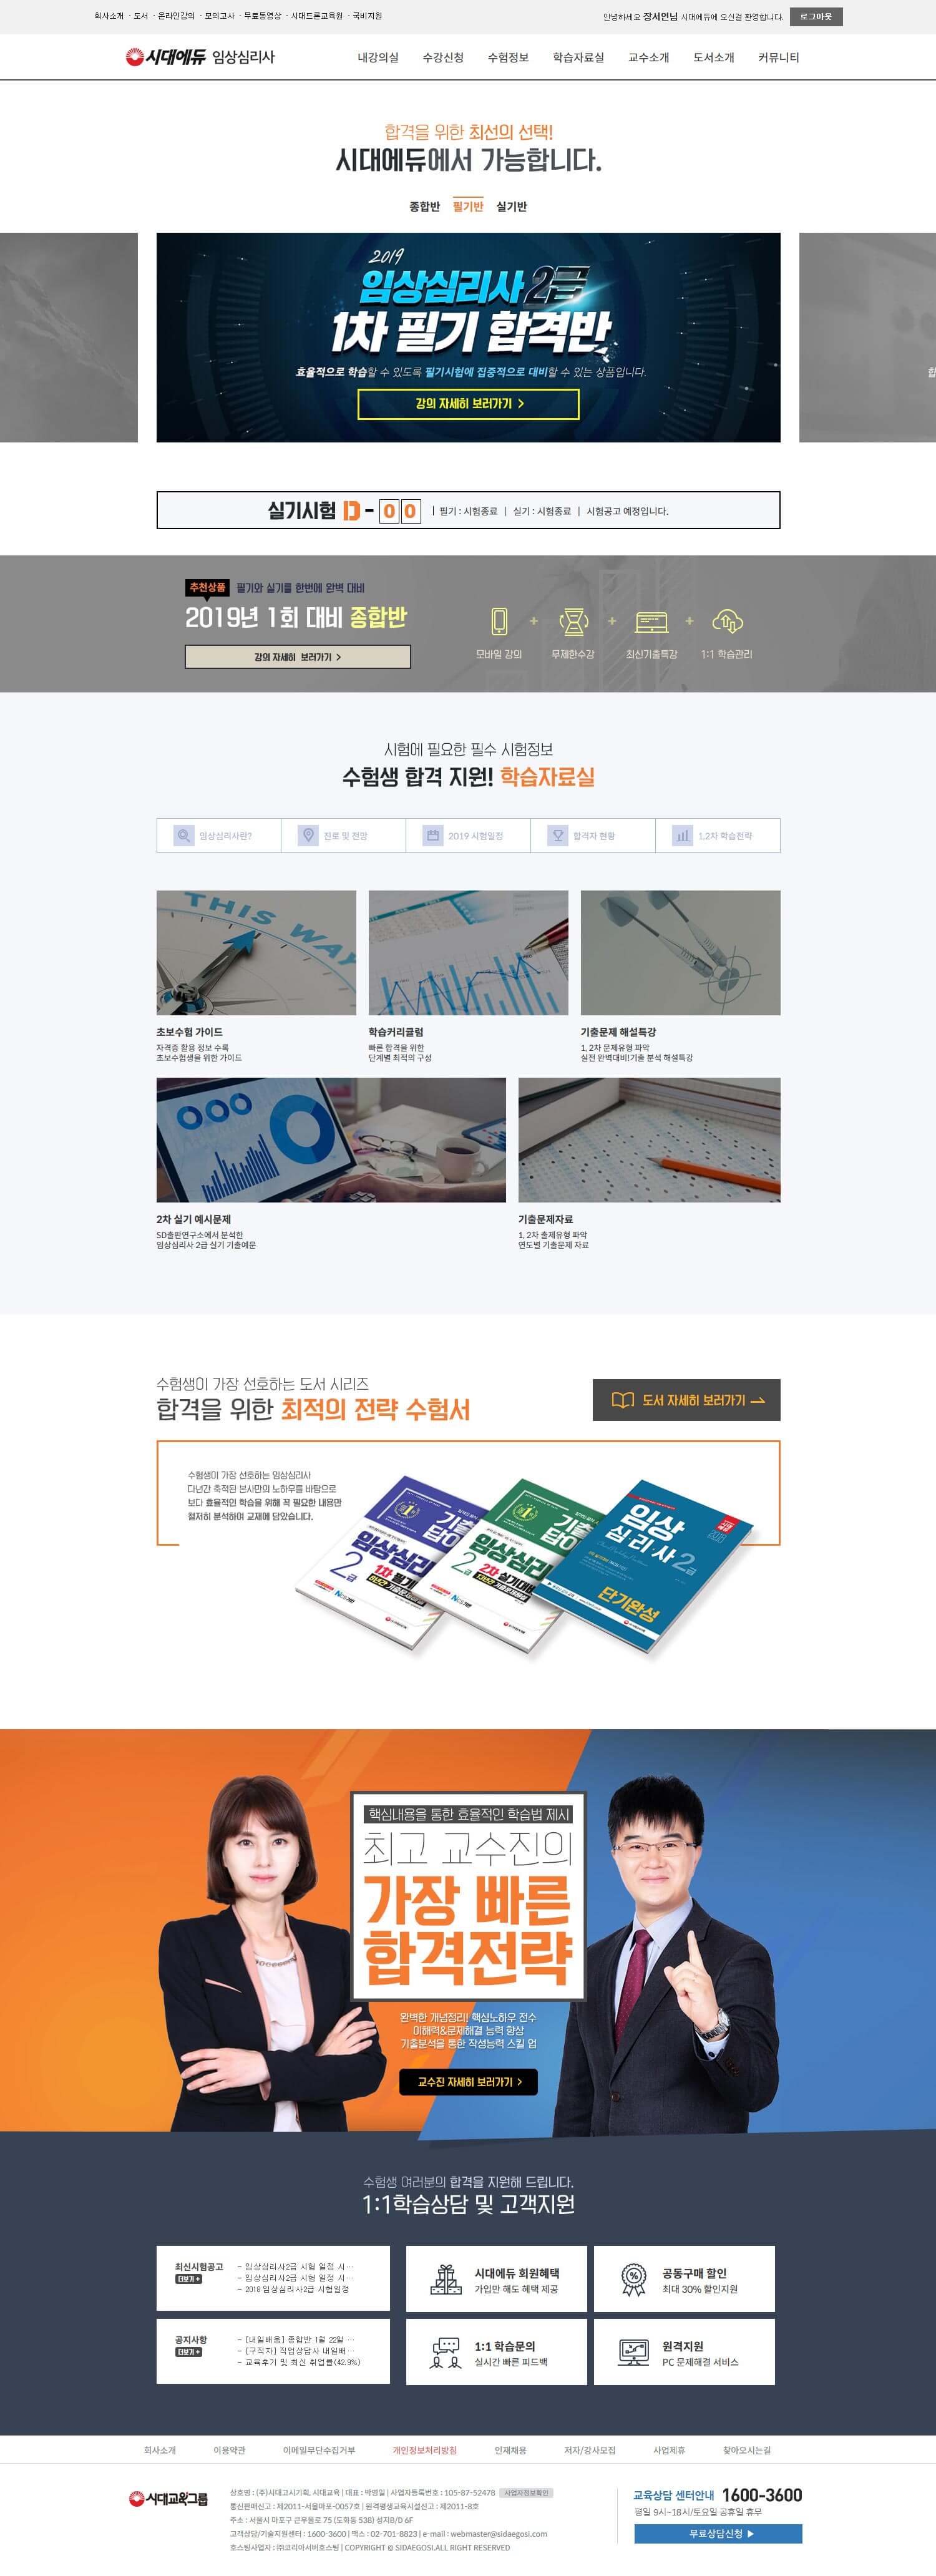 회사소개 · 도서 · 온라인강의 · 모의고사 · 무료동영상 · 시대드론교육원 · 국비지원
안녕하세요 장서연님 시대에듀에 오신걸 환영합니다. 로그아웃
시대에듀 임상심리사
내강의실 수강신청 수험정보 학습자료실 교수소개 도서소개 커뮤니티
합격을 위한 최선의 선택!
시대에듀에서 가능합니다.
종합반 필기반 실기반
2019
임상심리사 2급
1차 필기 합격반
효율적으로 학습할 수 있도록 필기시험에 집중적으로 대비할 수 있는 상품입니다.
강의 자세히 보러가기 >
실기시험 D - 0 0 | 필기 : 시험종료 | 실기 : 시험종료 | 시험공고 예정입니다.
추천상품 필기와 실기를 한번에 완벽 대비
2019년 1회 대비 종합반
강의 자세히 보러가기 >
모바일 강의 + 무제한수강 + 최신기출특강 + 1:1 학습관리
시험에 필요한 필수 시험정보
수험생 합격 지원! 학습자료실
임상심리사란? 진로 및 전망 2019 시험일정 합격자 현황 1,2차 학습전략
THIS WAY
초보수험 가이드
자격증 활용 정보 수록
초보수험생을 위한 가이드
학습커리큘럼
빠른 합격을 위한
단계별 최적의 구성
기출문제 해설특강
1, 2차 문제유형 파악
실전 완벽대비!기출 분석 해설특강
2차 실기 예시문제
SD출판연구소에서 분석한
임상심리사 2급 실기 기출예문
기출문제자료
1, 2차 출제유형 파악
연도별 기출문제 자료
수험생이 가장 선호하는 도서 시리즈
합격을 위한 최적의 전략 수험서
도서 자세히 보러가기
수험생이 가장 선호하는 임상심리사
다년간 축적된 본사만의 노하우를 바탕으로
보다 효율적인 학습을 위해 꼭 필요한 내용만
철저히 분석하여 교재에 담았습니다.
임상심리
2급
1차 필기
임상심리
2급
2차 실기대비
임상
심리·사 2급
단기완성
핵심내용을 통한 효율적인 학습법 제시
최고 교수진의
가장 빠른
합격전략
완벽한 개념정리! 핵심노하우 전수
이해력&문제해결 능력 향상
기출분석을 통한 작성능력 스킬 업
교수진 자세히 보러가기 >
수험생 여러분의 합격을 지원해 드립니다.
1:1학습상담 및 고객지원
최신시험공고
더보기 +
- 임상심리사2급 시험 일정 시…
- 임상심리사2급 시험 일정 시…
- 2018 임상심리사2급 시험일정
시대에듀 회원혜택
가입만 해도 혜택 제공
공동구매 할인
최대 30% 할인지원
공지사항
더보기 +
- [내일배움] 종합반 1월 22일 …
- [구직자] 직업상담사 내일배…
- 교육후기 및 최신 취업률(42.9%)
1:1 학습문의
실시간 빠른 피드백
원격지원
PC 문제해결 서비스
회사소개 이용약관 이메일무단수집거부 개인정보처리방침 인재채용 저자/강사모집 사업제휴 찾아오시는길
시대교육그룹
상호명 : (주)시대고시기획, 시대교육 | 대표 : 박영일 | 사업자등록번호 : 105-87-52478 사업자정보확인
통신판매신고 : 제2011-서울마포-0057호 | 원격평생교육시설신고 : 제2011-8호
주소 : 서울시 마포구 큰우물로 75 (도화동 538) 성지B/D 6F
고객상담/기술지원센터 : 1600-3600 | 팩스 : 02-701-8823 | e-mail : webmaster@sidaegosi.com
호스팅사업자 : ㈜코리아서버호스팅 | COPYRIGHT © SIDAEGOSI.ALL RIGHT RESERVED
교육상담 센터안내 1600-3600
평일 9시~18시/토요일 공휴일 휴무
무료상담신청 ▶